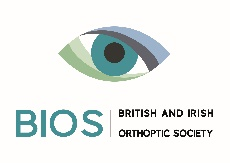 BIOS
BRITISH AND IRISH
ORTHOPTIC SOCIETY